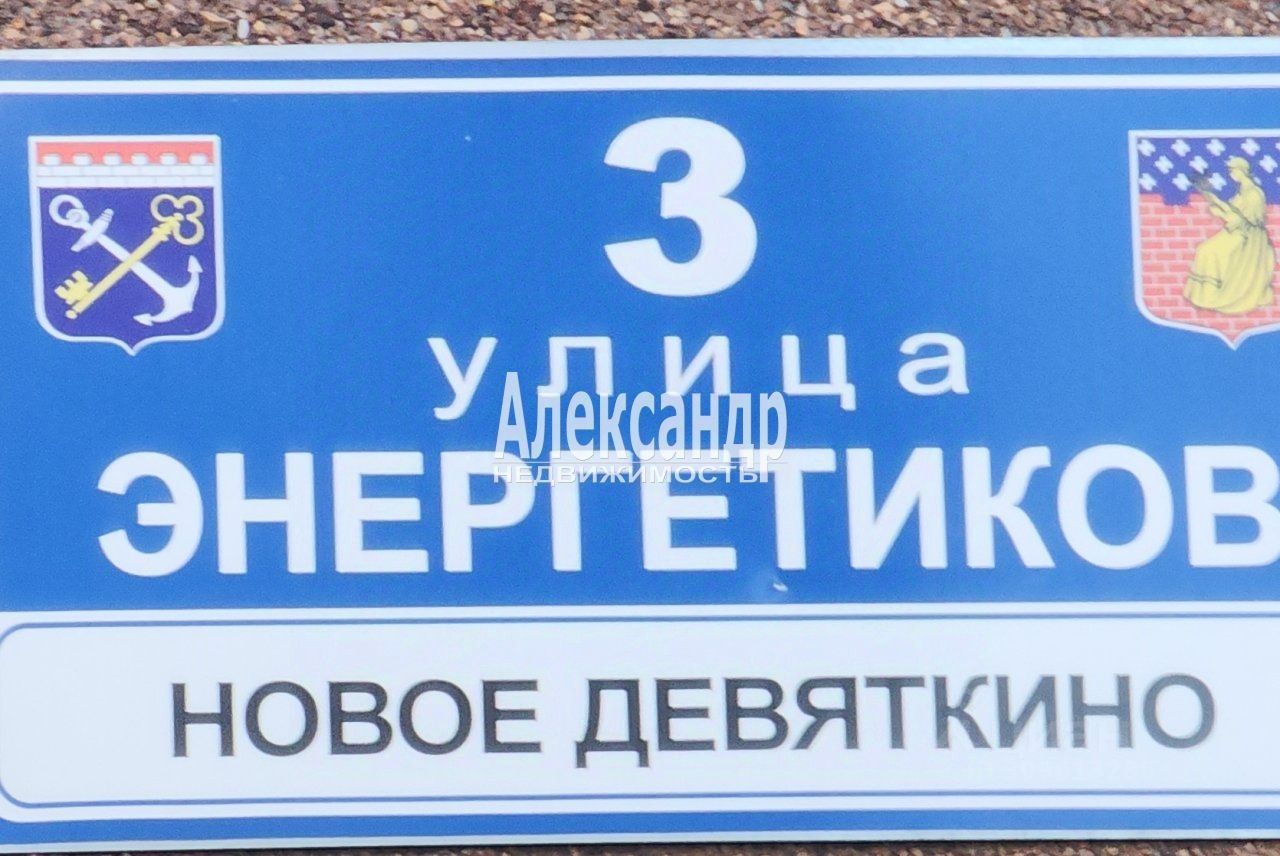 3
улица
Александр
НЕДВИЖИМОСТЬ
ЭНЕРГЕТИКОВ
НОВОЕ ДЕВЯТКИНО